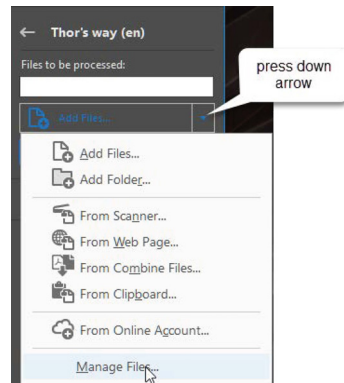 ← Thor's way (en)
Files to be processed:
press down
arrow
Add Files...
Add Files...
Add Folder...
From Scanner...
From Web Page...
From Combine Files...
From Clipboard...
From Online Account...
Manage Files...